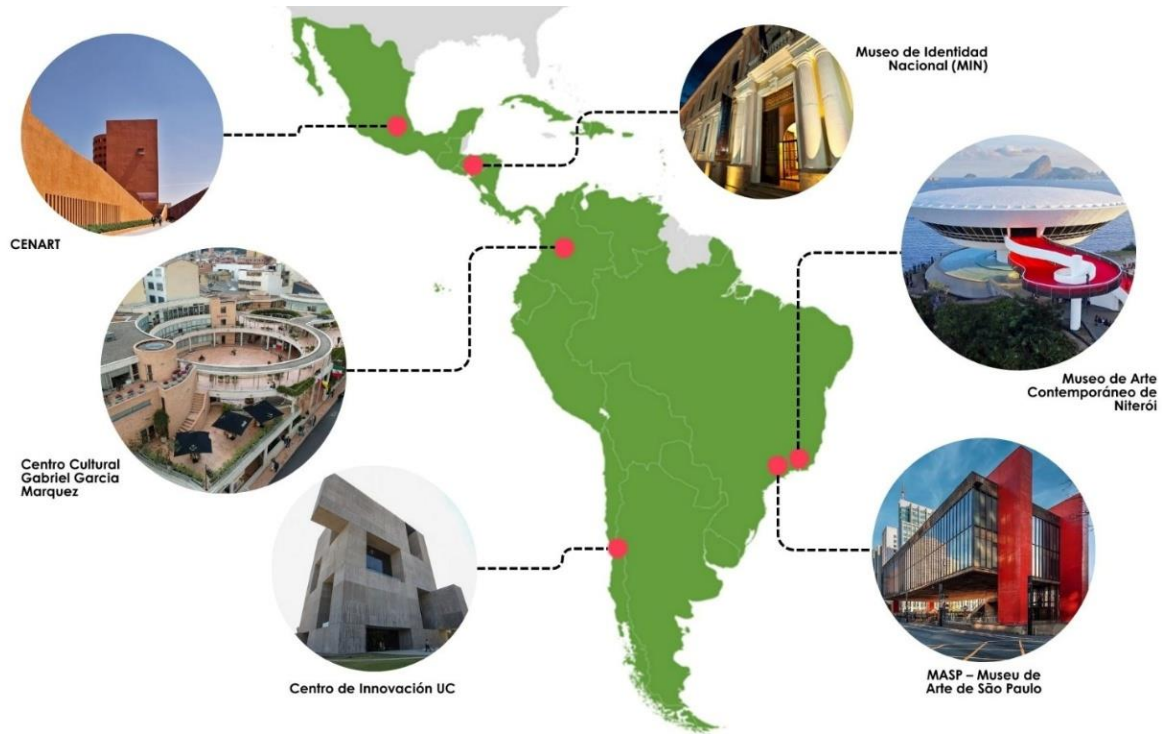 Museo de Identidad
Nacional (MIN)
CENART
Museo de Arte
Contemporáneo de
Niterói
Centro Cultural
Gabriel Garcia
Marquez
Centro de Innovación UC
MASP – Museu de
Arte de São Paulo